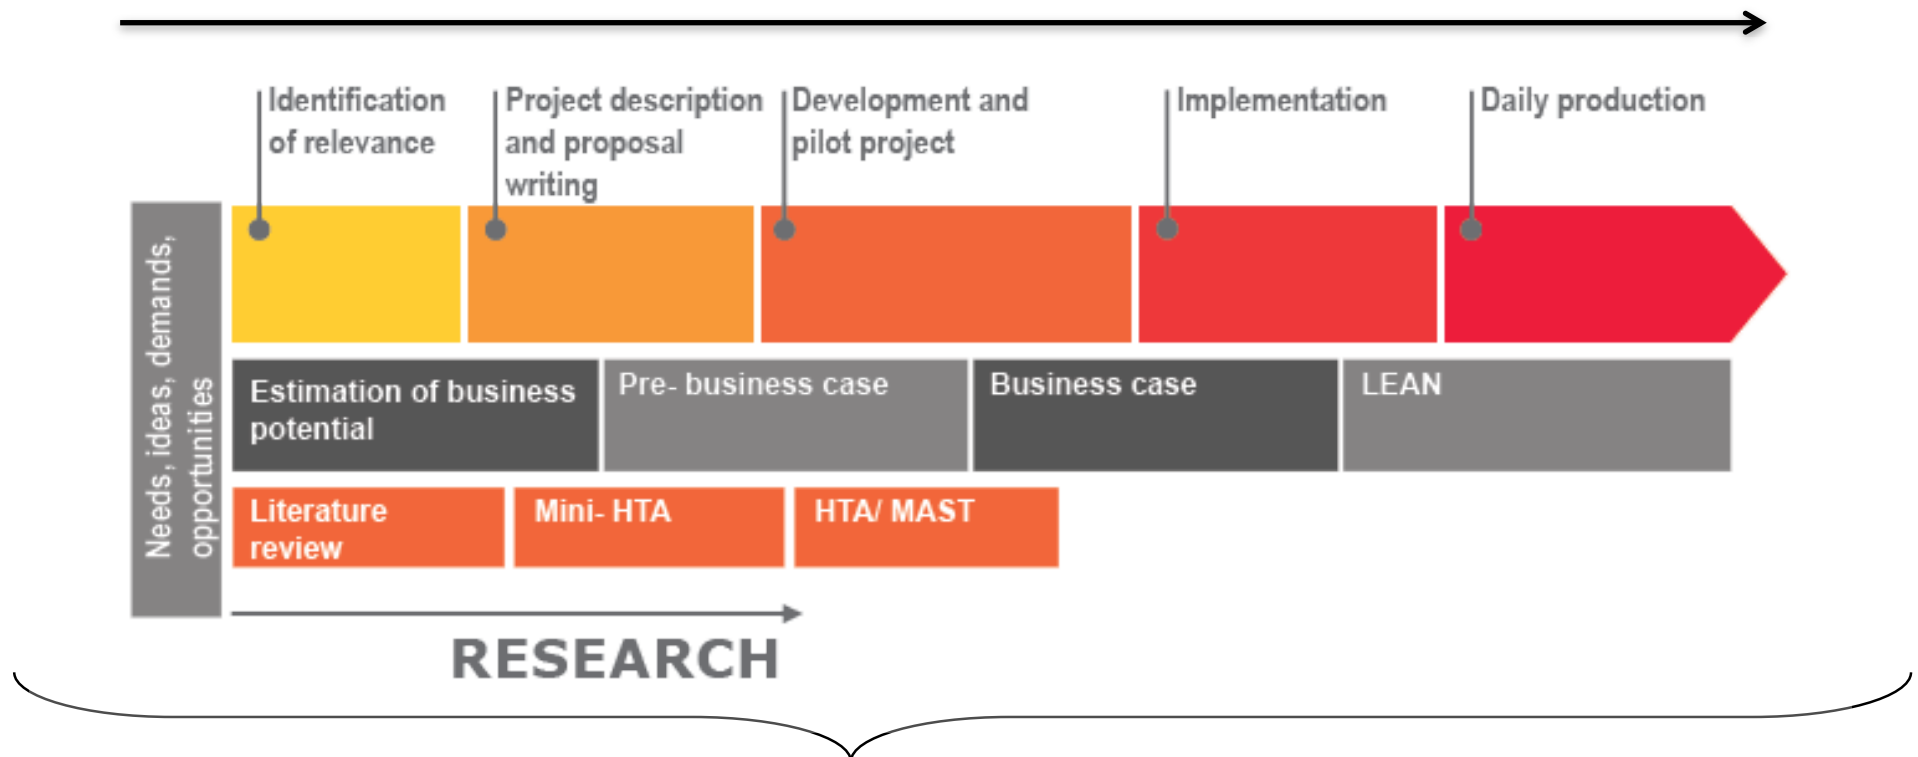 Identification
of relevance
Project description
and proposal
writing
Development and
pilot project
Implementation
Daily production
Needs, ideas, demands,
opportunities
Estimation of business
potential
Pre- business case
Business case
LEAN
Literature
review
Mini- HTA
HTA/ MAST
RESEARCH